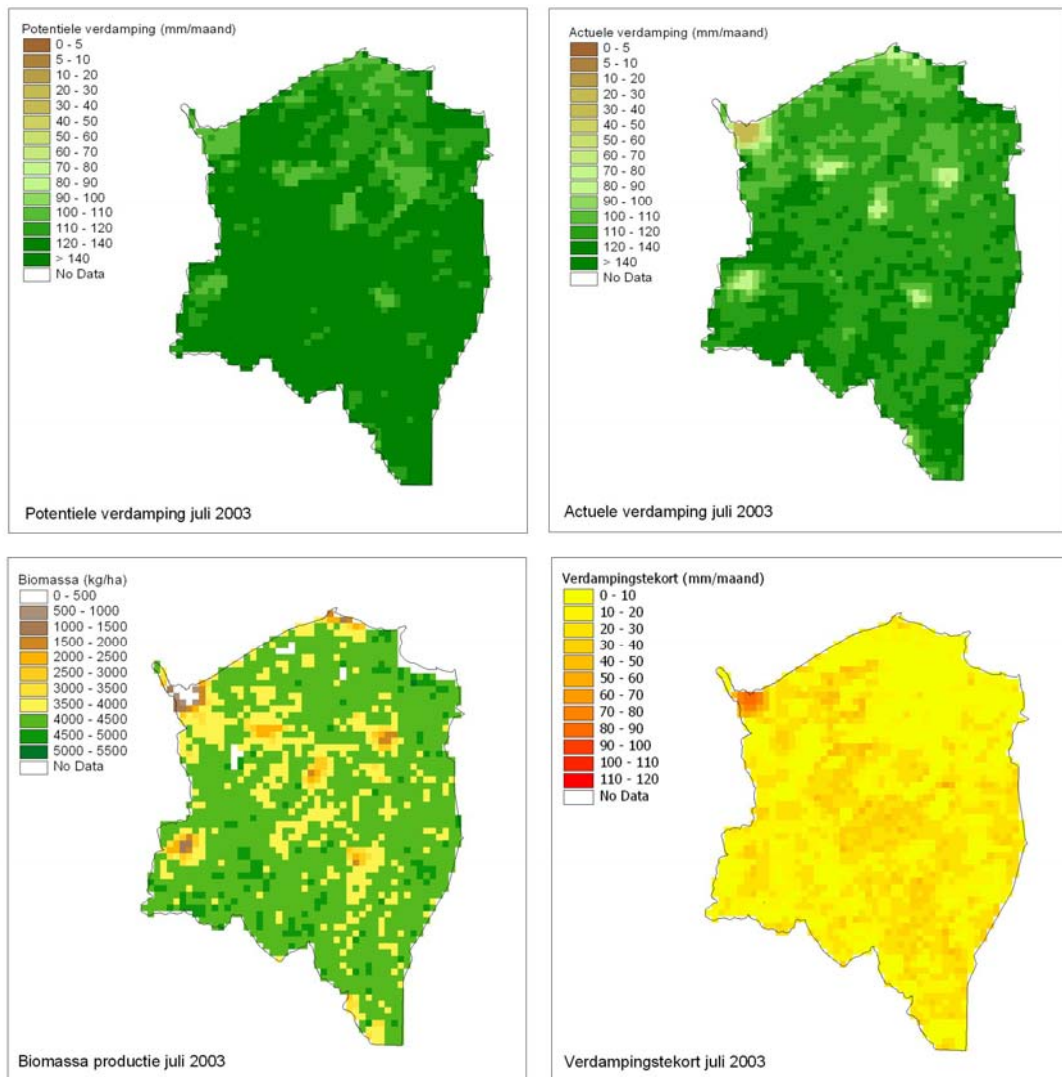 Potentiele verdamping (mm/maand)
0 - 5
5 - 10
10 - 20
20 - 30
30 - 40
40 - 50
50 - 60
60 - 70
70 - 80
80 - 90
90 - 100
100 - 110
110 - 120
120 - 140
> 140
No Data
Potentiele verdamping juli 2003
Actuele verdamping (mm/maand)
0 - 5
5 - 10
10 - 20
20 - 30
30 - 40
40 - 50
50 - 60
60 - 70
70 - 80
80 - 90
90 - 100
100 - 110
110 - 120
120 - 140
> 140
No Data
Actuele verdamping juli 2003
Biomassa (kg/ha)
0 - 500
500 - 1000
1000 - 1500
1500 - 2000
2000 - 2500
2500 - 3000
3000 - 3500
3500 - 4000
4000 - 4500
4500 - 5000
5000 - 5500
No Data
Biomassa productie juli 2003
Verdampingstekort (mm/maand)
0 - 10
10 - 20
20 - 30
30 - 40
40 - 50
50 - 60
60 - 70
70 - 80
80 - 90
90 - 100
100 - 110
110 - 120
No Data
Verdampingstekort juli 2003